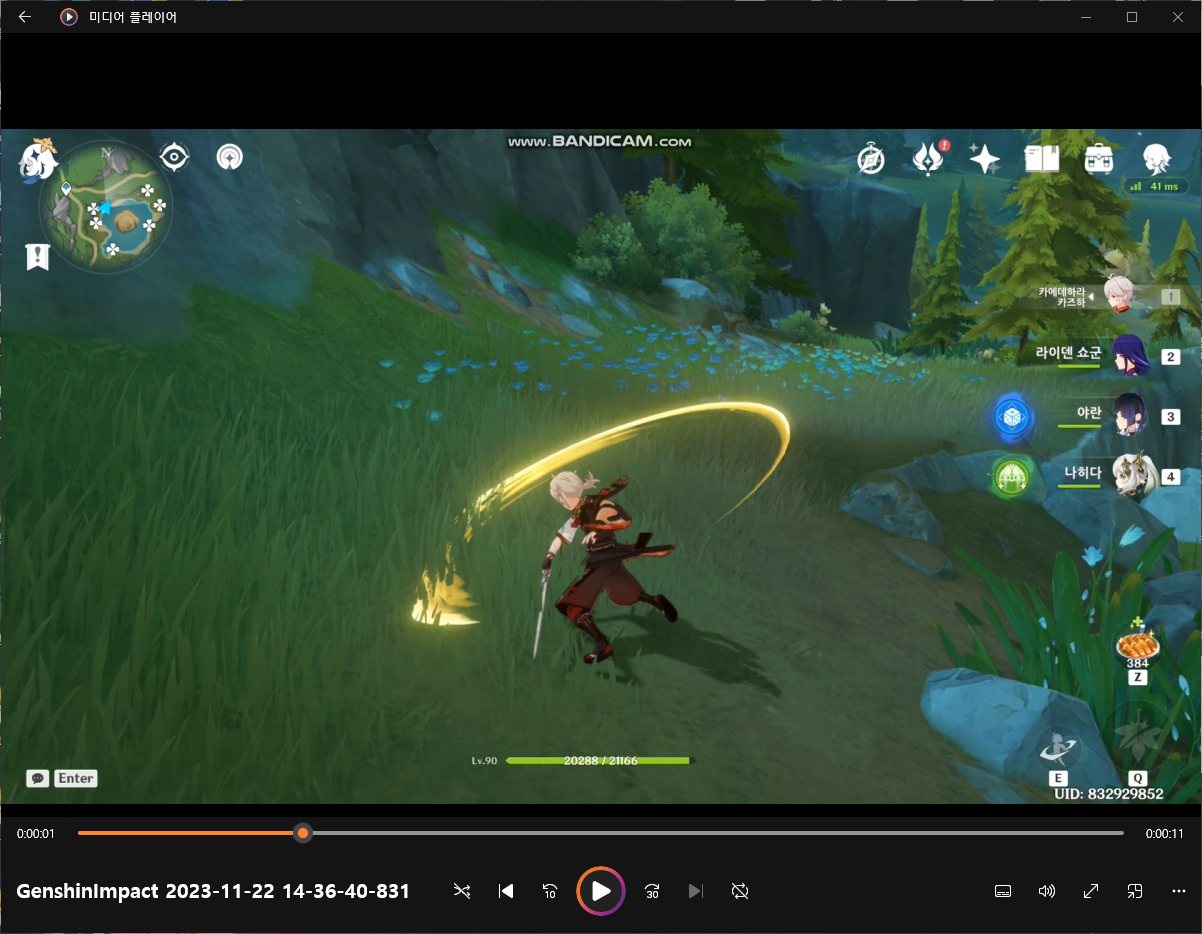 미디어 플레이어
www.BANDICAM.com
N
41 ms
카에데하라
카즈하
1
라이덴 쇼군
2
야란
3
나히다
4
384
Z
Lv.90
20288 / 21166
Enter
E
Q
UID: 832929852
0:00:01
0:00:11
GenshinImpact 2023-11-22 14-36-40-831
10
30